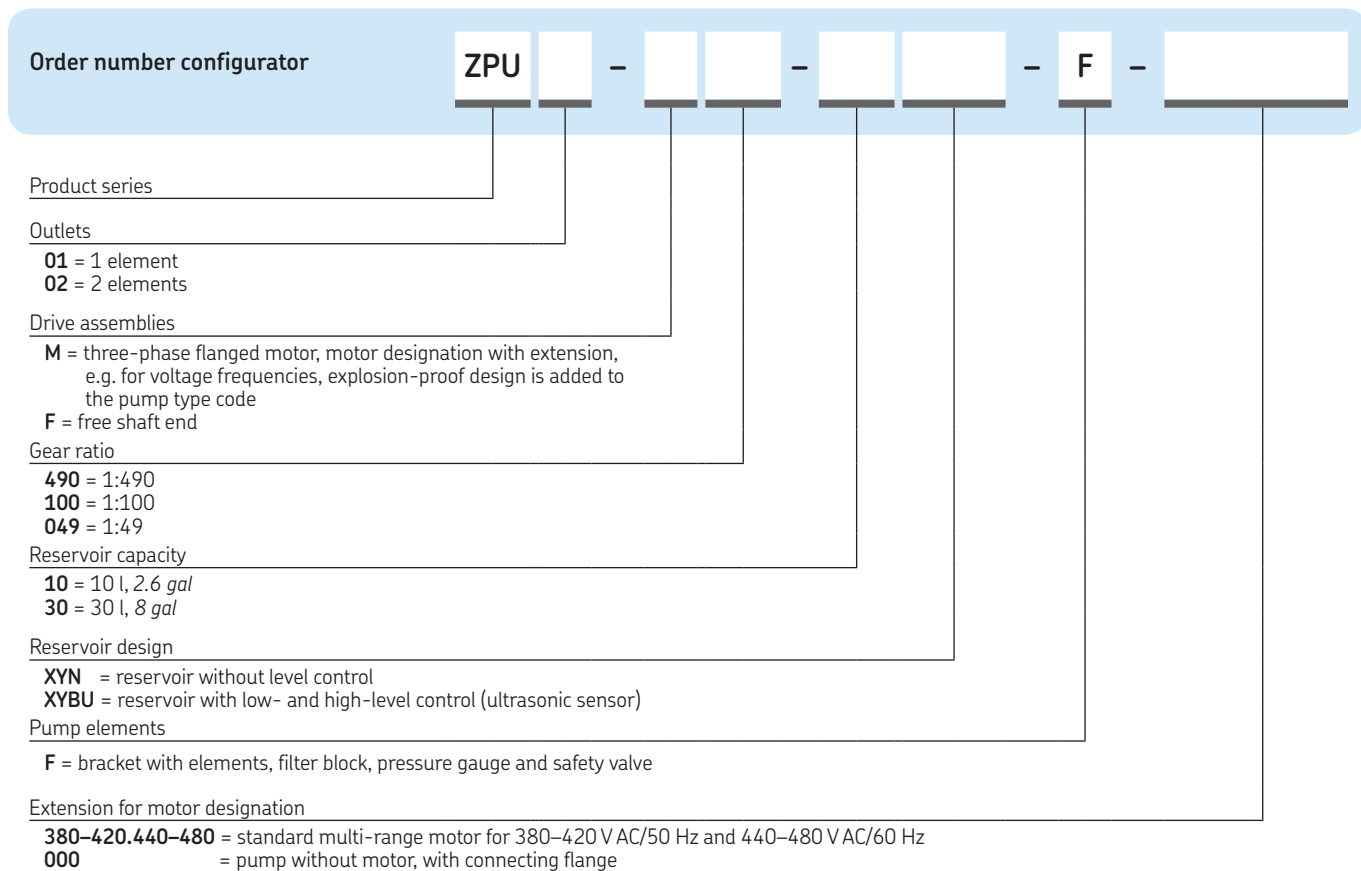 Order number configurator ZPU – – – F –
Product series
Outlets
01 = 1 element
02 = 2 elements
Drive assemblies
M = three-phase flanged motor, motor designation with extension,
e.g. for voltage frequencies, explosion-proof design is added to
the pump type code
F = free shaft end
Gear ratio
490 = 1:490
100 = 1:100
049 = 1:49
Reservoir capacity
10 = 10 l, 2.6 gal
30 = 30 l, 8 gal
Reservoir design
XYN = reservoir without level control
XYBU = reservoir with low- and high-level control (ultrasonic sensor)
Pump elements
F = bracket with elements, filter block, pressure gauge and safety valve
Extension for motor designation
380–420.440–480 = standard multi-range motor for 380–420 V AC/50 Hz and 440–480 V AC/60 Hz
000 = pump without motor, with connecting flange